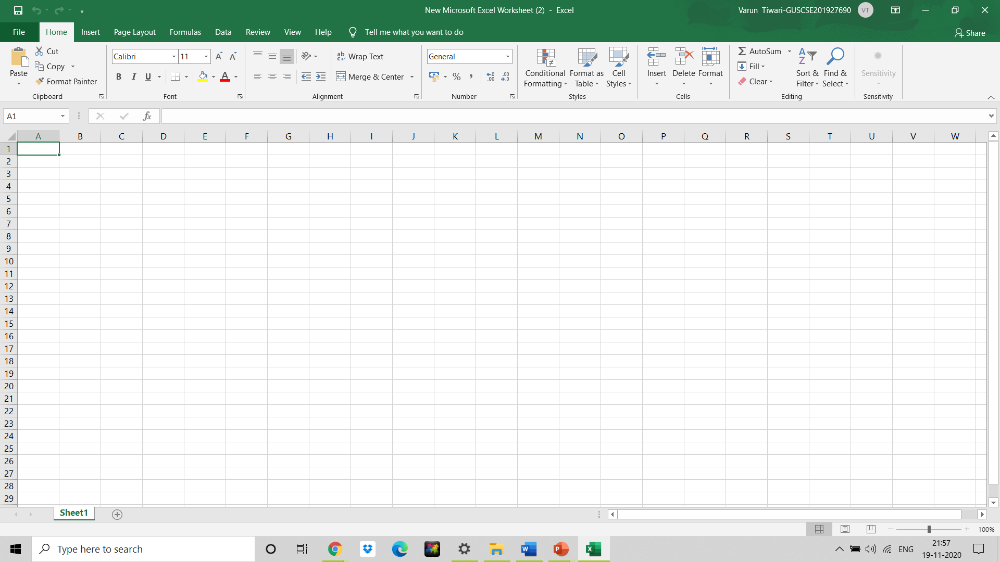 New Microsoft Excel Worksheet (2) - Excel
Varun Tiwari-GUSCSE201927690 VT
File Home Insert Page Layout Formulas Data Review View Help Tell me what you want to do Share
Paste
Cut
Copy
Format Painter
Clipboard
Calibri 11 A A
B I U A
Font
ab Wrap Text
Merge & Center
Alignment
General
% , .00 .00
Number
Conditional Formatting
Format as Table
Cell Styles
Styles
Insert Delete Format
Cells
AutoSum
Fill
Clear
Sort & Filter
Find & Select
Editing
Sensitivity
Sensitivity
A1 fx
A B C D E F G H I J K L M N O P Q R S T U V W
1
2
3
4
5
6
7
8
9
10
11
12
13
14
15
16
17
18
19
20
21
22
23
24
25
26
27
28
29
Sheet1
100%
Type here to search
ENG
21:57
19-11-2020